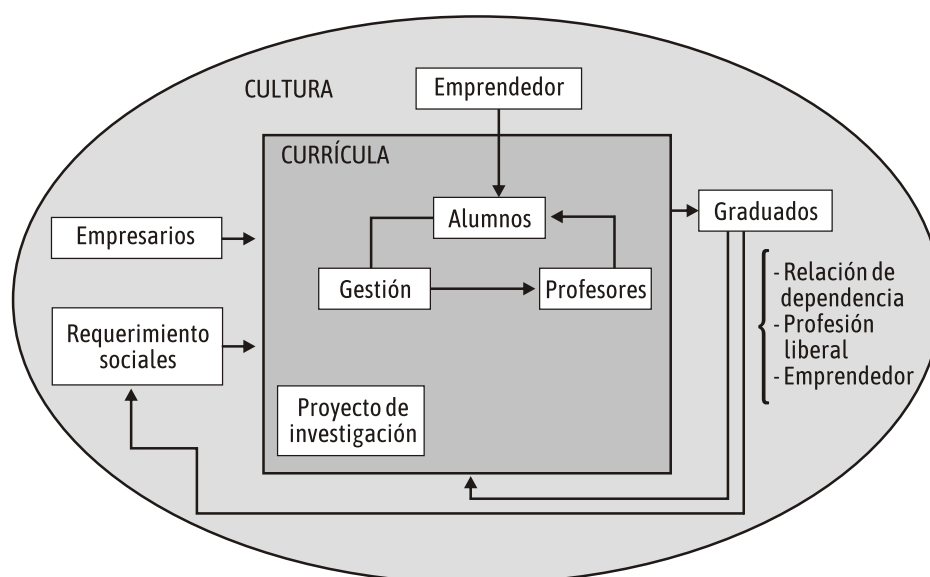 CULTURA
Emprendedor
CURRÍCULA
Alumnos
Graduados
Empresarios
Gestión
Profesores
- Relación de
dependencia
- Profesión
liberal
- Emprendedor
Requerimiento
sociales
Proyecto de
investigación